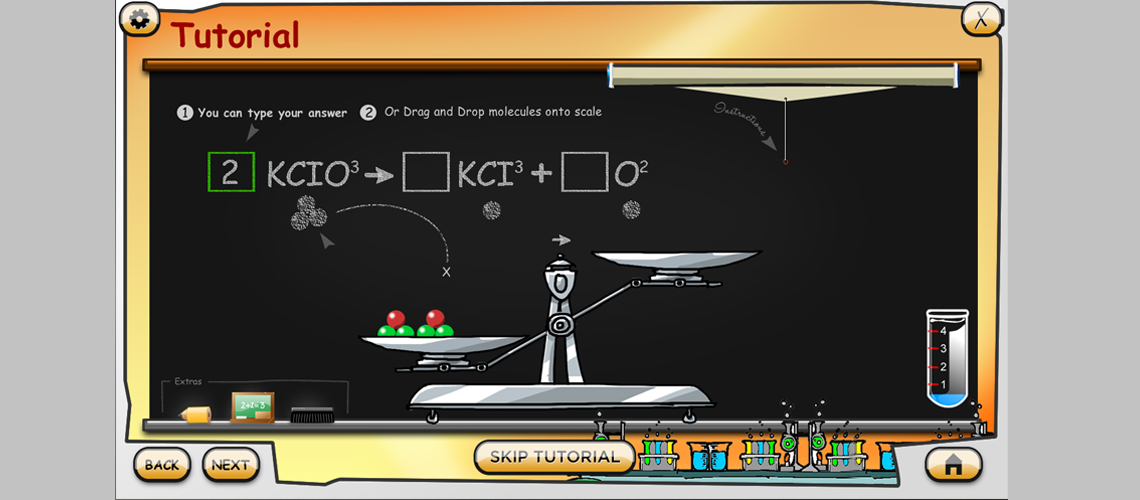 Tutorial
X
1 You can type your answer 2 Or Drag and Drop molecules onto scale
Instructions
2 KClO³ → KCl³ + O²
X
4
3
2
1
Extras
2+2=3
BACK NEXT SKIP TUTORIAL